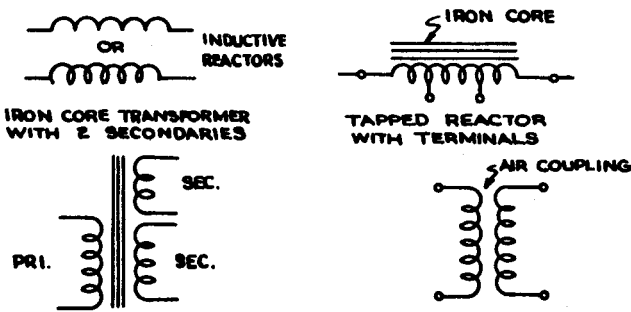 OR
INDUCTIVE
REACTORS
IRON CORE
IRON CORE TRANSFORMER
WITH 2 SECONDARIES
TAPPED REACTOR
WITH TERMINALS
SEC.
PRI.
SEC.
AIR COUPLING